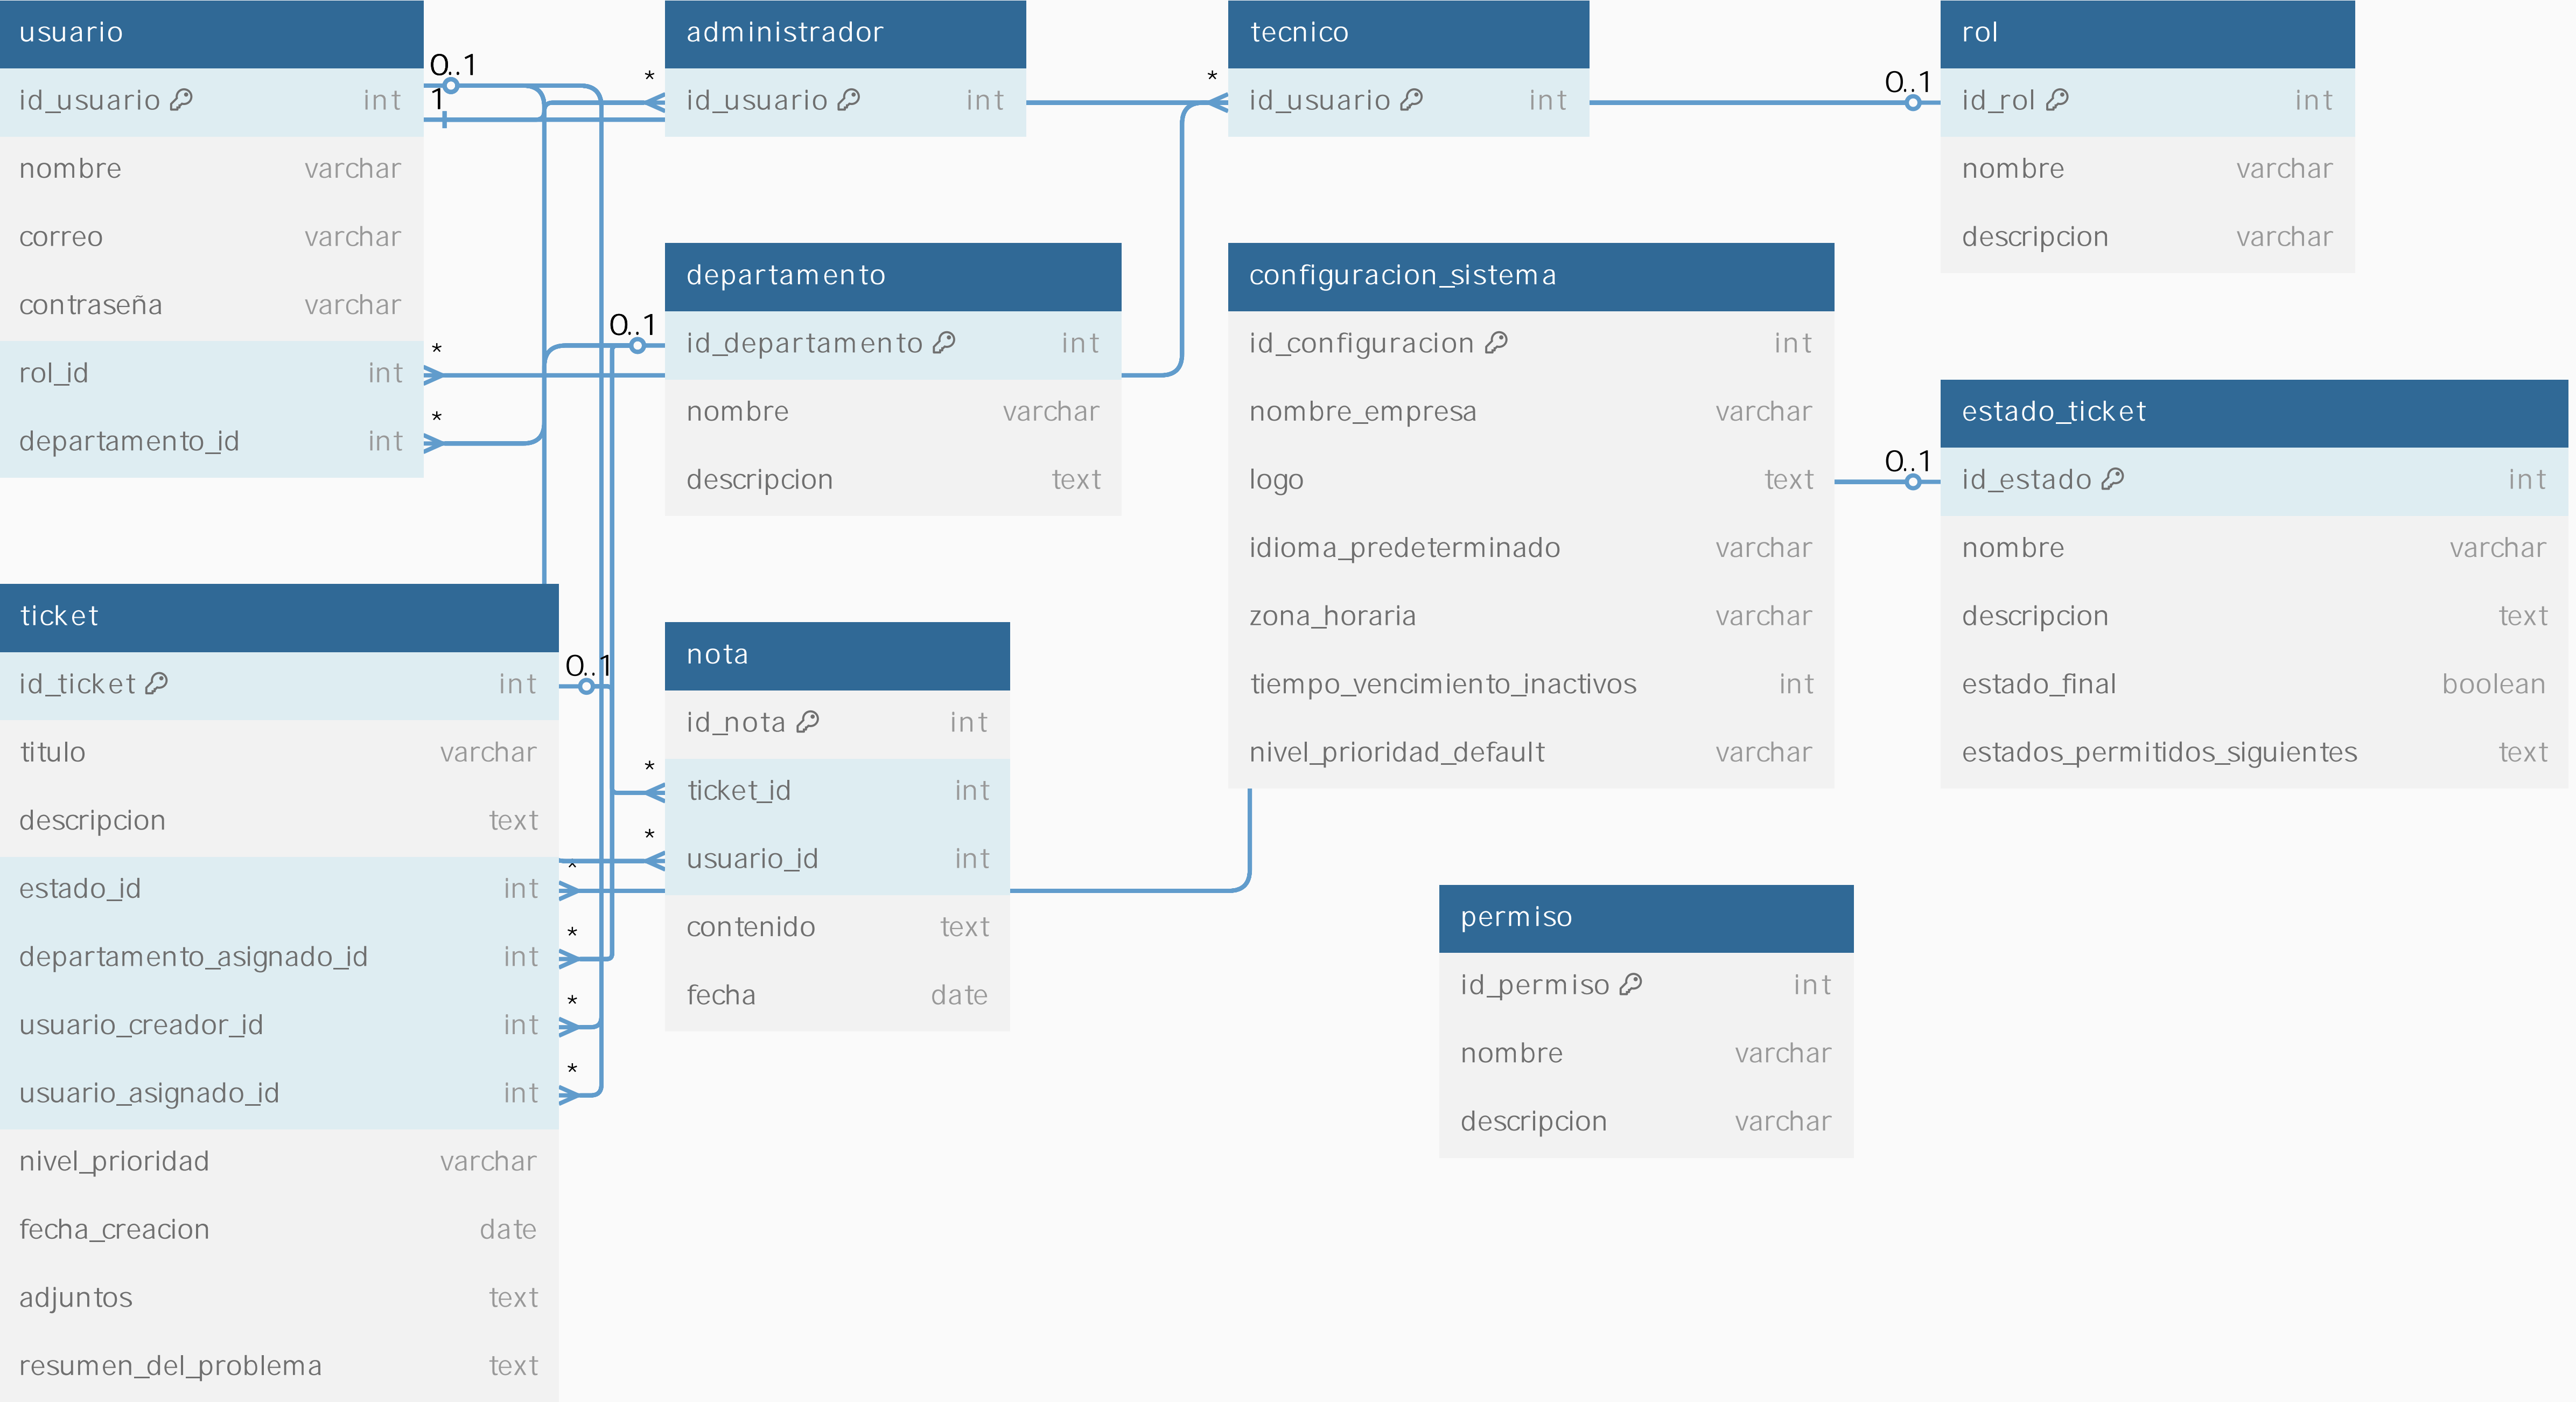 usuario
id_usuario int
nombre varchar
correo varchar
contraseña varchar
rol_id int
departamento_id int
0..1
1
*
*
administrador
id_usuario int
*
tecnico
id_usuario int
*
rol
id_rol int
nombre varchar
descripcion varchar
0..1
departamento
id_departamento int
nombre varchar
descripcion text
0..1
configuracion_sistema
id_configuracion int
nombre_empresa varchar
logo text
idioma_predeterminado varchar
zona_horaria varchar
tiempo_vencimiento_inactivos int
nivel_prioridad_default varchar
estado_ticket
id_estado int
nombre varchar
descripcion text
estado_final boolean
estados_permitidos_siguientes text
0..1
ticket
id_ticket int
titulo varchar
descripcion text
estado_id int
departamento_asignado_id int
usuario_creador_id int
usuario_asignado_id int
nivel_prioridad varchar
fecha_creacion date
adjuntos text
resumen_del_problema text
0..1
*
*
*
*
nota
id_nota int
ticket_id int
usuario_id int
contenido text
fecha date
*
*
permiso
id_permiso int
nombre varchar
descripcion varchar